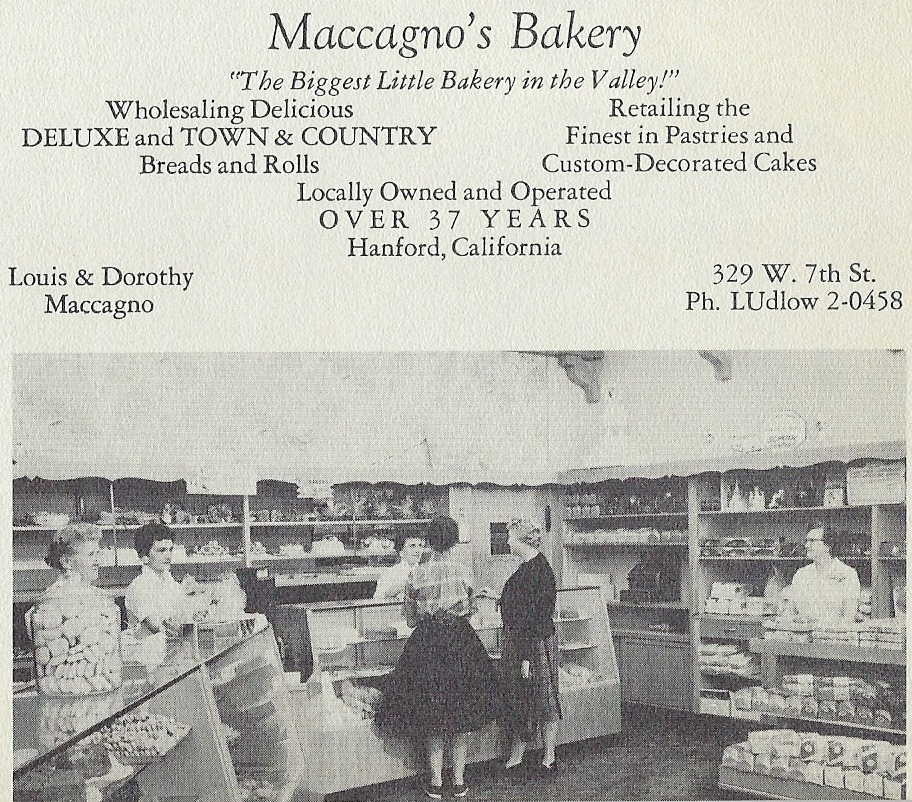 Maccagno's Bakery
"The Biggest Little Bakery in the Valley!"
Wholesaling Delicious
DELUXE and TOWN & COUNTRY
Breads and Rolls
Retailing the
Finest in Pastries and
Custom-Decorated Cakes
Locally Owned and Operated
OVER 37 YEARS
Hanford, California
Louis & Dorothy
Maccagno
329 W. 7th St.
Ph. LUdlow 2-0458